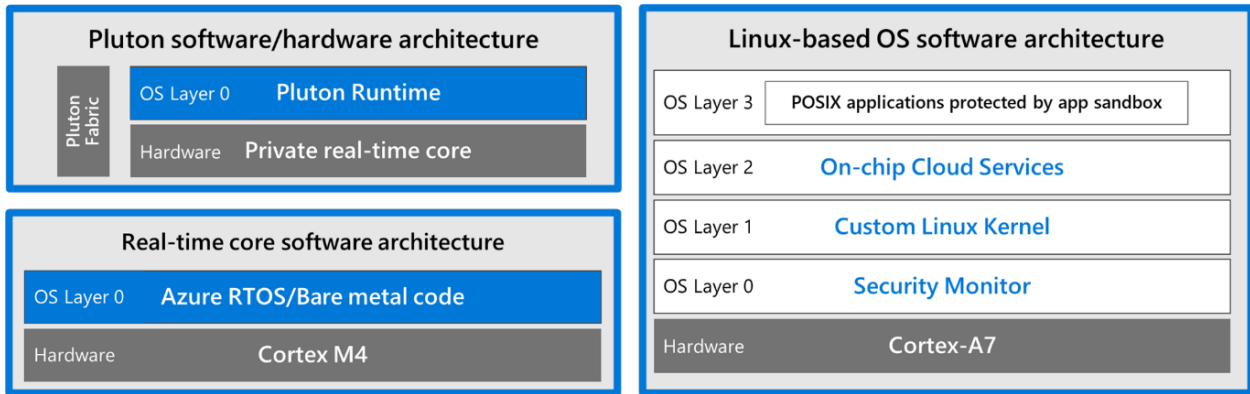 Pluton software/hardware architecture
Pluton
Fabric
OS Layer 0 Pluton Runtime
Hardware Private real-time core
Real-time core software architecture
OS Layer 0 Azure RTOS/Bare metal code
Hardware Cortex M4
Linux-based OS software architecture
OS Layer 3 POSIX applications protected by app sandbox
OS Layer 2 On-chip Cloud Services
OS Layer 1 Custom Linux Kernel
OS Layer 0 Security Monitor
Hardware Cortex-A7